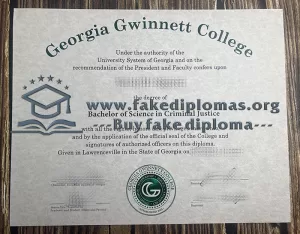 Georgia Gwinnett College
Under the authority of the
University System of Georgia and on the
recommendation of the President and Faculty confers upon
the degree of
www.fakediplomas.org
Bachelor of Science in Criminal Justice
---Buy fake diploma---
with all the
and by the application of the official seal of the College and
signatures of authorized officers on this diploma.
Given in Lawrenceville in the State of Georgia on